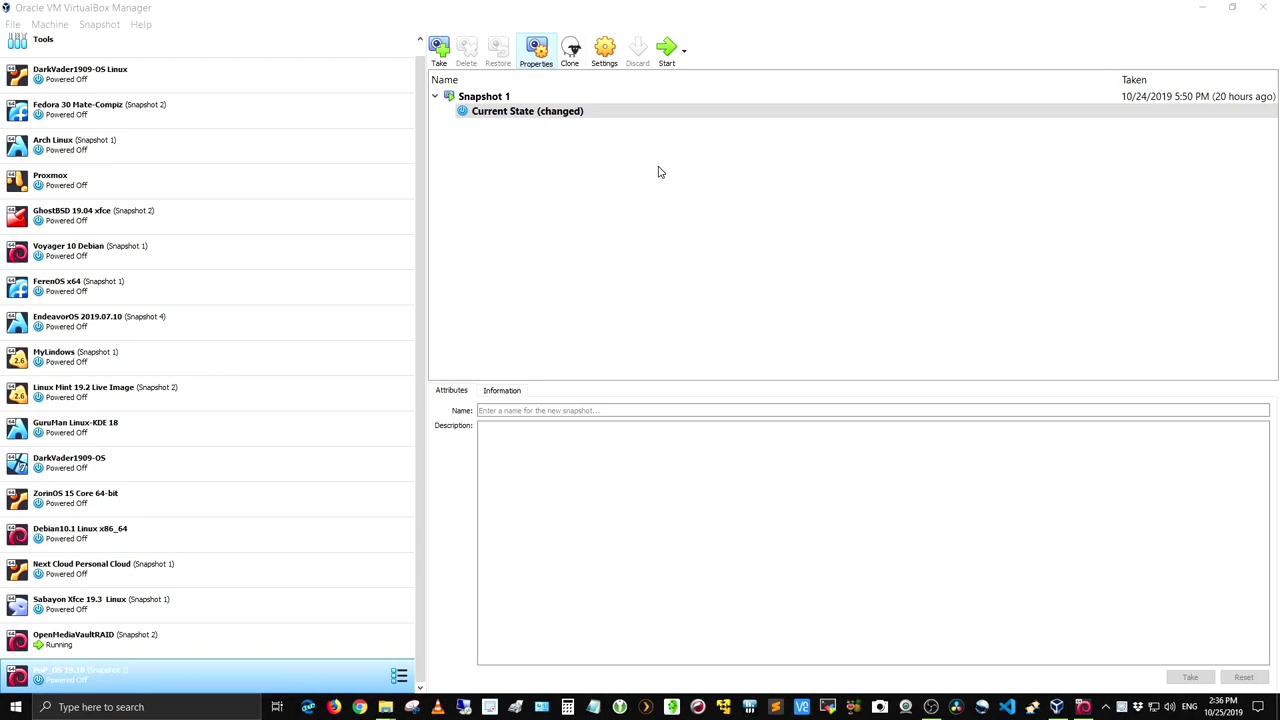 Oracle VM VirtualBox Manager
File Machine Snapshot Help
Tools
DarkVader1909-OS Linux
Powered Off
Fedora 30 Mate-Compiz (Snapshot 2)
Powered Off
Arch Linux (Snapshot 1)
Powered Off
Proxmox
Powered Off
GhostBSD 19.04 xfce (Snapshot 2)
Powered Off
Voyager 10 Debian (Snapshot 1)
Powered Off
FerenOS x64 (Snapshot 1)
Powered Off
EndeavorOS 2019.07.10 (Snapshot 4)
Powered Off
MyLindows (Snapshot 1)
Powered Off
Linux Mint 19.2 Live Image (Snapshot 2)
Powered Off
GuruMan Linux-KDE 18
Powered Off
DarkVader1909-OS
Powered Off
ZorinOS 15 Core 64-bit
Powered Off
Debian10.1 Linux x86_64
Powered Off
Next Cloud Personal Cloud (Snapshot 1)
Powered Off
Sabayon Xfce 19.3 Linux (Snapshot 1)
Powered Off
OpenMediaVaultRAID (Snapshot 2)
Running
PoP_OS 19.10 (Snapshot 1)
Powered Off
Take Delete Restore Properties Clone Settings Discard Start
Name Taken
Snapshot 1 10/24/2019 5:50 PM (20 hours ago)
Current State (changed)
Attributes Information
Name: Enter a name for the new snapshot...
Description:
Take Reset
Type here to search
2:36 PM
10/25/2019